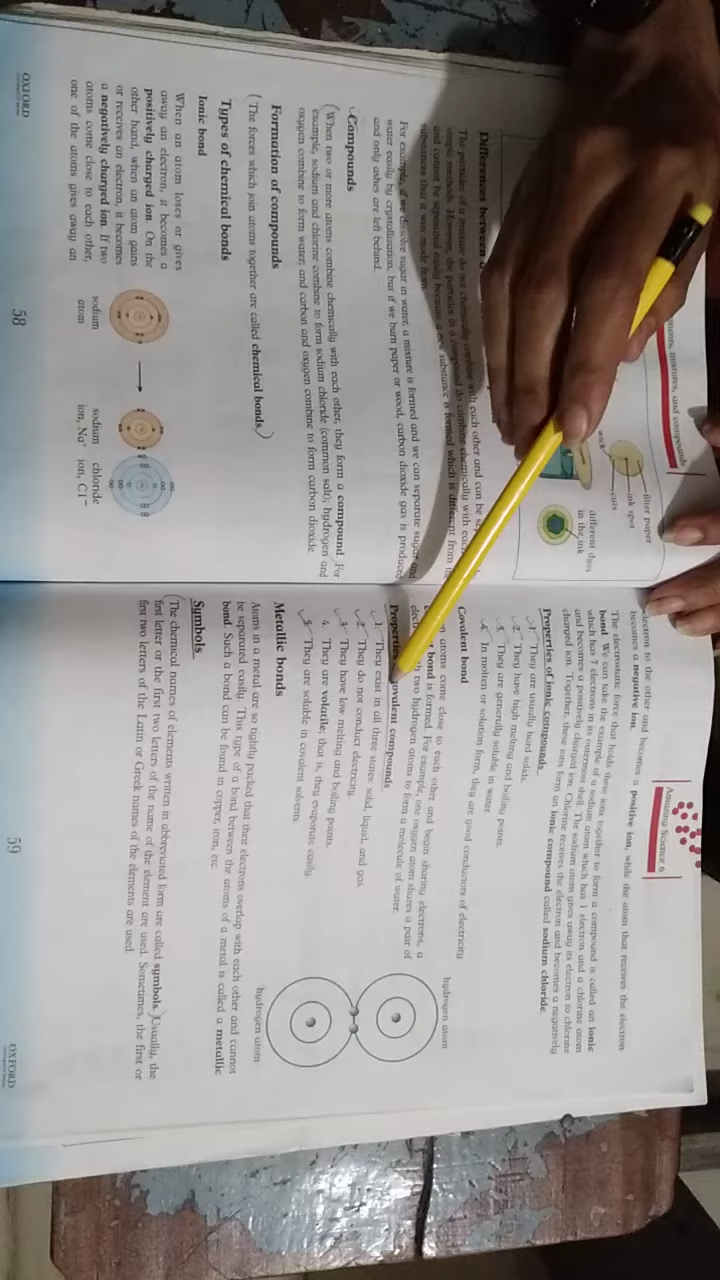 ments, mixtures, and compounds
filter paper
ink spot
wick
cuts
different dyes
in the ink
Differences between
The particles of a mixture do not chemically combine with each other and can be
simple methods. However, the particles in a compound do combine chemically with
and cannot be separated easily because a new substance is formed which is different from
substances that it was made from.
For example, if we dissolve sugar in water, a mixture is formed and we can separate sugar and
water easily by crystallization, but if we burn paper or wood, carbon dioxide gas is produced
and only ashes are left behind.
Compounds
(When two or more atoms combine chemically with each other, they form a compound. For
example, sodium and chlorine combine to form sodium chloride (common salt); hydrogen and
oxygen combine to form water; and carbon and oxygen combine to form carbon dioxide.
Formation of compounds
(The forces which join atoms together are called chemical bonds.)
Types of chemical bonds
Ionic bond
When an atom loses or gives
away an electron, it becomes a
positively charged ion. On the
other hand, when an atom gains
or receives an electron, it becomes
a negatively charged ion. If two
atoms come close to each other,
one of the atoms gives away an
sodium
atom
sodium
ion, Na⁺
chloride
ion, Cl⁻
58
OXFORD
Amazing Science 6
electron to the other and becomes a positive ion, while the atom that receives the electron
becomes a negative ion.
The electrostatic force that holds these ions together to form a compound is called an ionic
bond. We can take the example of a sodium atom which has 1 electron and a chlorine atom
which has 7 electrons in its outermost shell. The sodium atom gives away its electron to chlorine
and becomes a positively charged ion. Chlorine receives the electron and becomes a negatively
charged ion. Together, these ions form an ionic compound called sodium chloride.
Properties of ionic compounds
1. They are usually hard solids.
2. They have high melting and boiling points.
3. They are generally soluble in water.
4. In molten or solution form, they are good conductors of electricity
Covalent bond
atoms come close to each other and begin sharing electrons, a
bond is formed. For example, one oxygen atom shares a pair of
two hydrogen atoms to form a molecule of water.
Properties covalent compounds
1. They exist in all three states: solid, liquid, and gas.
2. They do not conduct electricity.
3. They have low melting and boiling points.
4. They are volatile; that is, they evaporate easily.
5. They are soluble in covalent solvents.
hydrogen atom
hydrogen atom
Metallic bonds
Atoms in a metal are so tightly packed that their electrons overlap with each other and cannot
be separated easily. This type of a bond between the atoms of a metal is called a metallic
bond. Such a bond can be found in copper, iron, etc.
Symbols
(The chemical names of elements written in abbreviated form are called symbols.) Usually, the
first letter or the first two letters of the name of the element are used. Sometimes, the first or
first two letters of the Latin or Greek names of the elements are used.
59
OXFORD